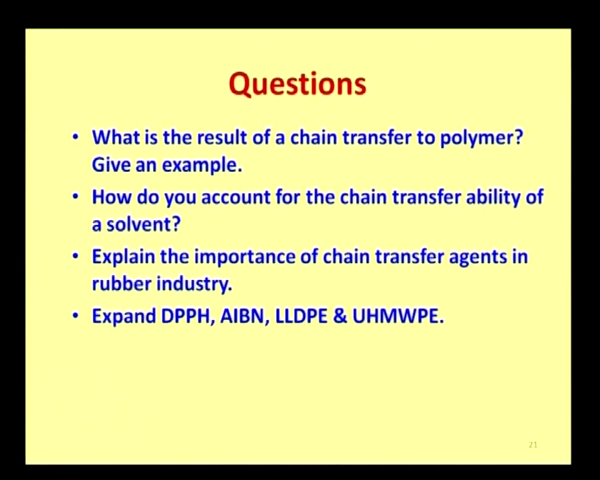 Questions
• What is the result of a chain transfer to polymer?
Give an example.
• How do you account for the chain transfer ability of
a solvent?
• Explain the importance of chain transfer agents in
rubber industry.
• Expand DPPH, AIBN, LLDPE & UHMWPE.
21